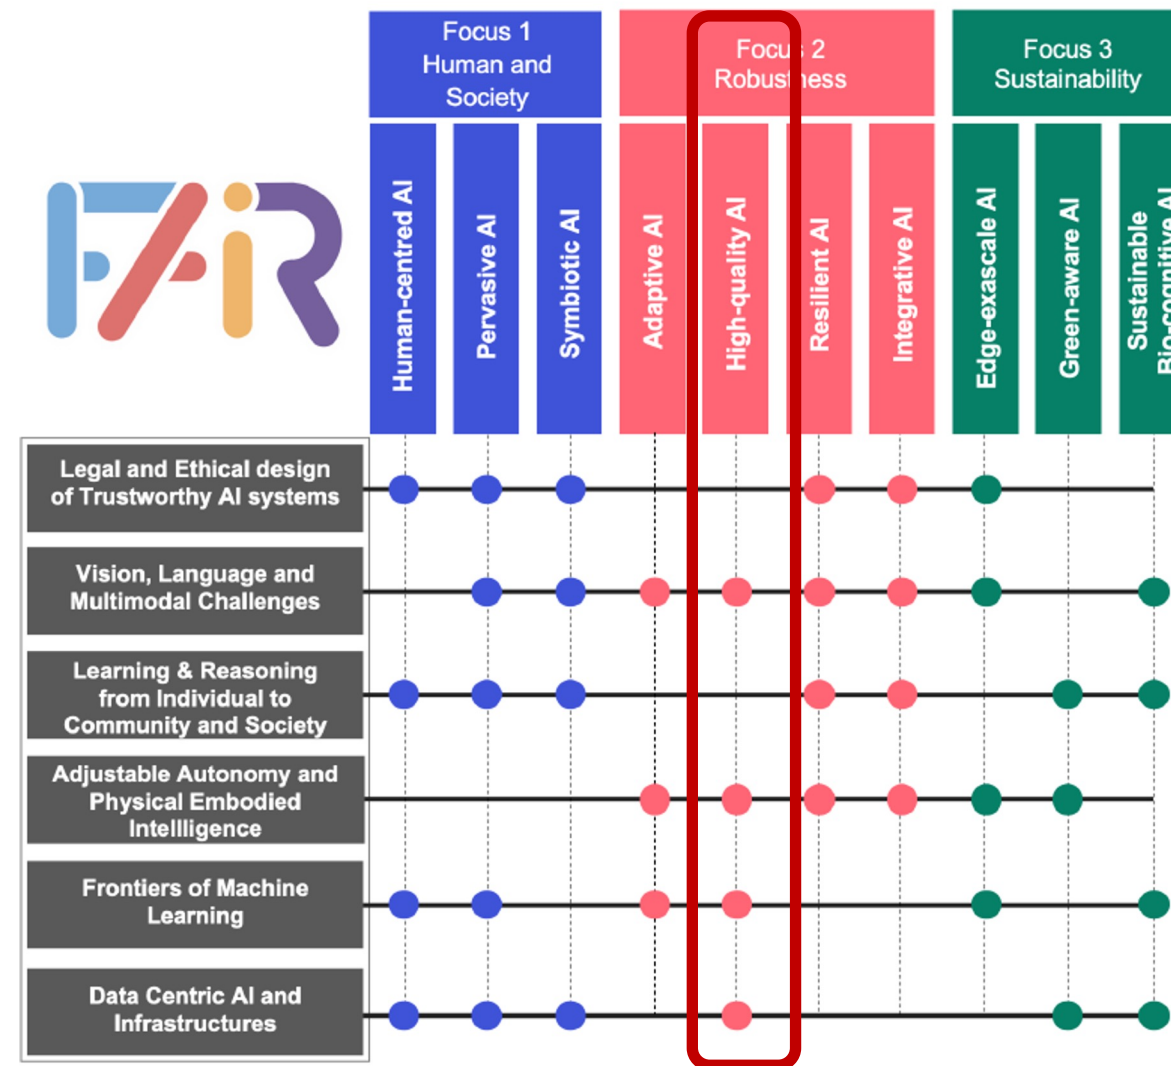 Focus 1
Human and
Society
Focus 2
Robustness
Focus 3
Sustainability
FAiR
Human-centred AI
Pervasive AI
Symbiotic AI
Adaptive AI
High-quality AI
Resilient AI
Integrative AI
Edge-exascale AI
Green-aware AI
Sustainable
Bio-cognitive AI
Legal and Ethical design
of Trustworthy AI systems
Vision, Language and
Multimodal Challenges
Learning & Reasoning
from Individual to
Community and Society
Adjustable Autonomy and
Physical Embodied
Intellligence
Frontiers of Machine
Learning
Data Centric AI and
Infrastructures